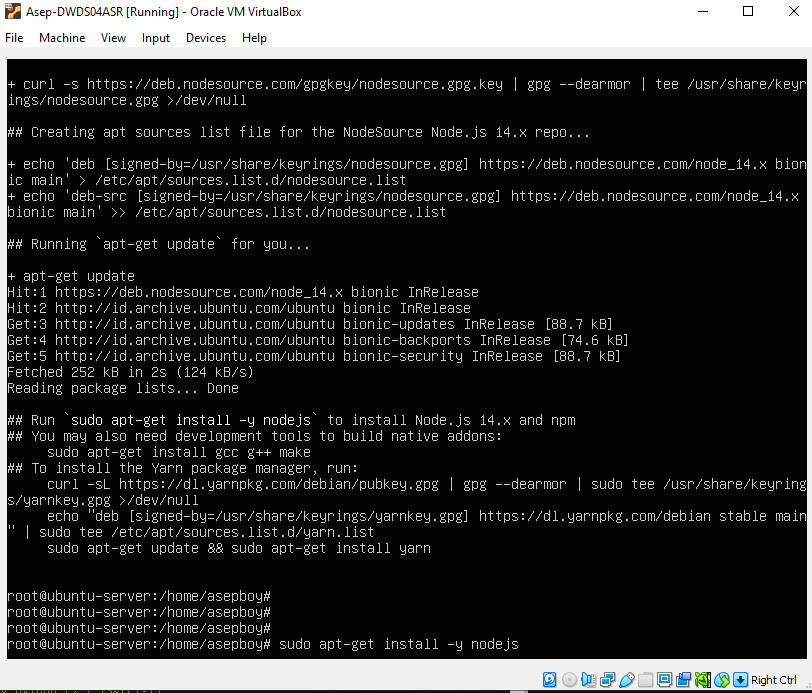 Asep-DWDS04ASR [Running] - Oracle VM VirtualBox
File Machine View Input Devices Help
+ curl -s https://deb.nodesource.com/gpgkey/nodesource.gpg.key | gpg --dearmor | tee /usr/share/keyr
ings/nodesource.gpg >/dev/null
## Creating apt sources list file for the NodeSource Node.js 14.x repo...
+ echo 'deb [signed-by=/usr/share/keyrings/nodesource.gpg] https://deb.nodesource.com/node_14.x bion
ic main' > /etc/apt/sources.list.d/nodesource.list
+ echo 'deb-src [signed-by=/usr/share/keyrings/nodesource.gpg] https://deb.nodesource.com/node_14.x
bionic main' >> /etc/apt/sources.list.d/nodesource.list
## Running `apt-get update` for you...
+ apt-get update
Hit:1 https://deb.nodesource.com/node_14.x bionic InRelease
Hit:2 http://id.archive.ubuntu.com/ubuntu bionic InRelease
Get:3 http://id.archive.ubuntu.com/ubuntu bionic-updates InRelease [88.7 kB]
Get:4 http://id.archive.ubuntu.com/ubuntu bionic-backports InRelease [74.6 kB]
Get:5 http://id.archive.ubuntu.com/ubuntu bionic-security InRelease [88.7 kB]
Fetched 252 kB in 2s (124 kB/s)
Reading package lists... Done
## Run `sudo apt-get install -y nodejs` to install Node.js 14.x and npm
## You may also need development tools to build native addons:
sudo apt-get install gcc g++ make
## To install the Yarn package manager, run:
curl -sL https://dl.yarnpkg.com/debian/pubkey.gpg | gpg --dearmor | sudo tee /usr/share/keyring
s/yarnkey.gpg >/dev/null
echo "deb [signed-by=/usr/share/keyrings/yarnkey.gpg] https://dl.yarnpkg.com/debian stable main
" | sudo tee /etc/apt/sources.list.d/yarn.list
sudo apt-get update && sudo apt-get install yarn
root@ubuntu-server:/home/asepboy#
root@ubuntu-server:/home/asepboy#
root@ubuntu-server:/home/asepboy#
root@ubuntu-server:/home/asepboy# sudo apt-get install -y nodejs
Right Ctrl